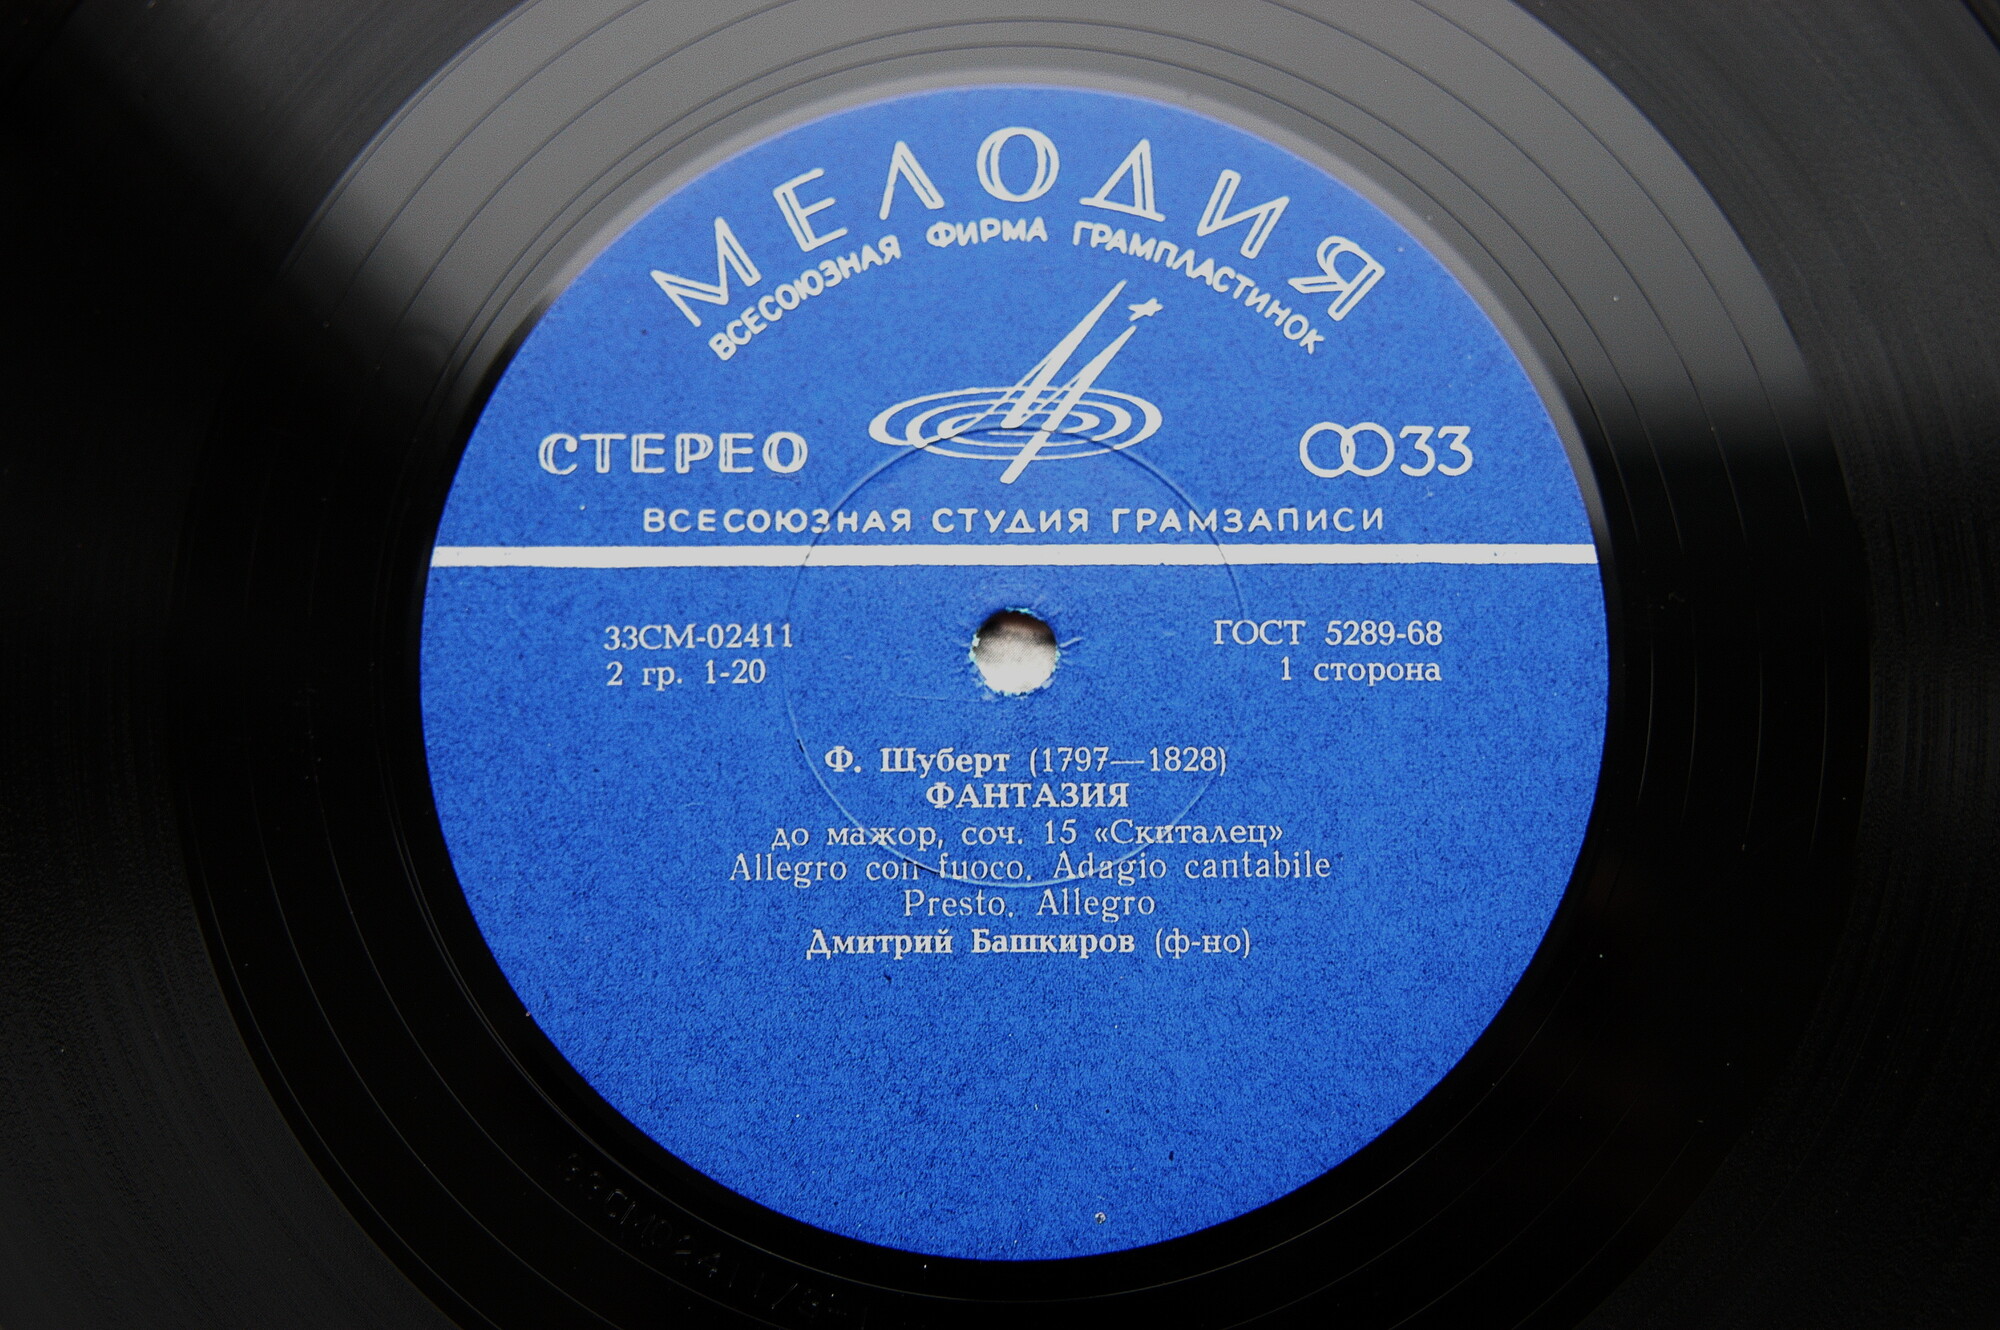 МЕЛОДИЯ
ВСЕСОЮЗНАЯ ФИРМА ГРАМПЛАСТИНОК
СТЕРЕО
33
ВСЕСОЮЗНАЯ СТУДИЯ ГРАМЗАПИСИ
33СМ-02411
ГОСТ 5289-68
2 гр. 1-20
1 сторона
Ф. Шуберт (1797—1828)
ФАНТАЗИЯ
до мажор, соч. 15 «Скиталец»
Allegro con fuoco. Adagio cantabile
Presto. Allegro
Дмитрий Башкиров (ф-но)